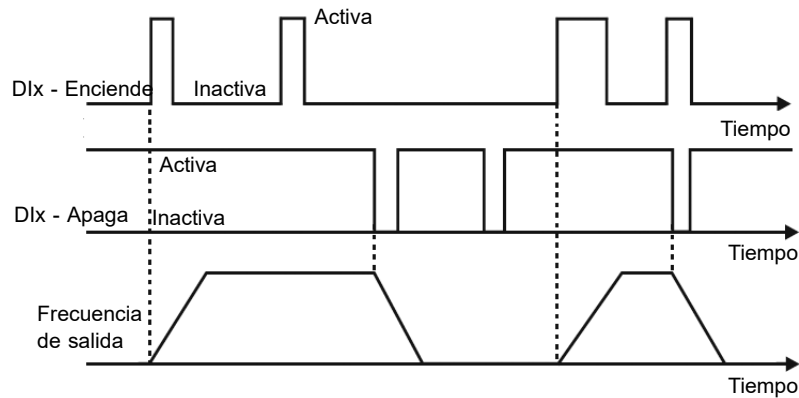 Activa
DIx - Enciende
Inactiva
Tiempo
Activa
DIx - Apaga
Inactiva
Tiempo
Frecuencia
de salida
Tiempo